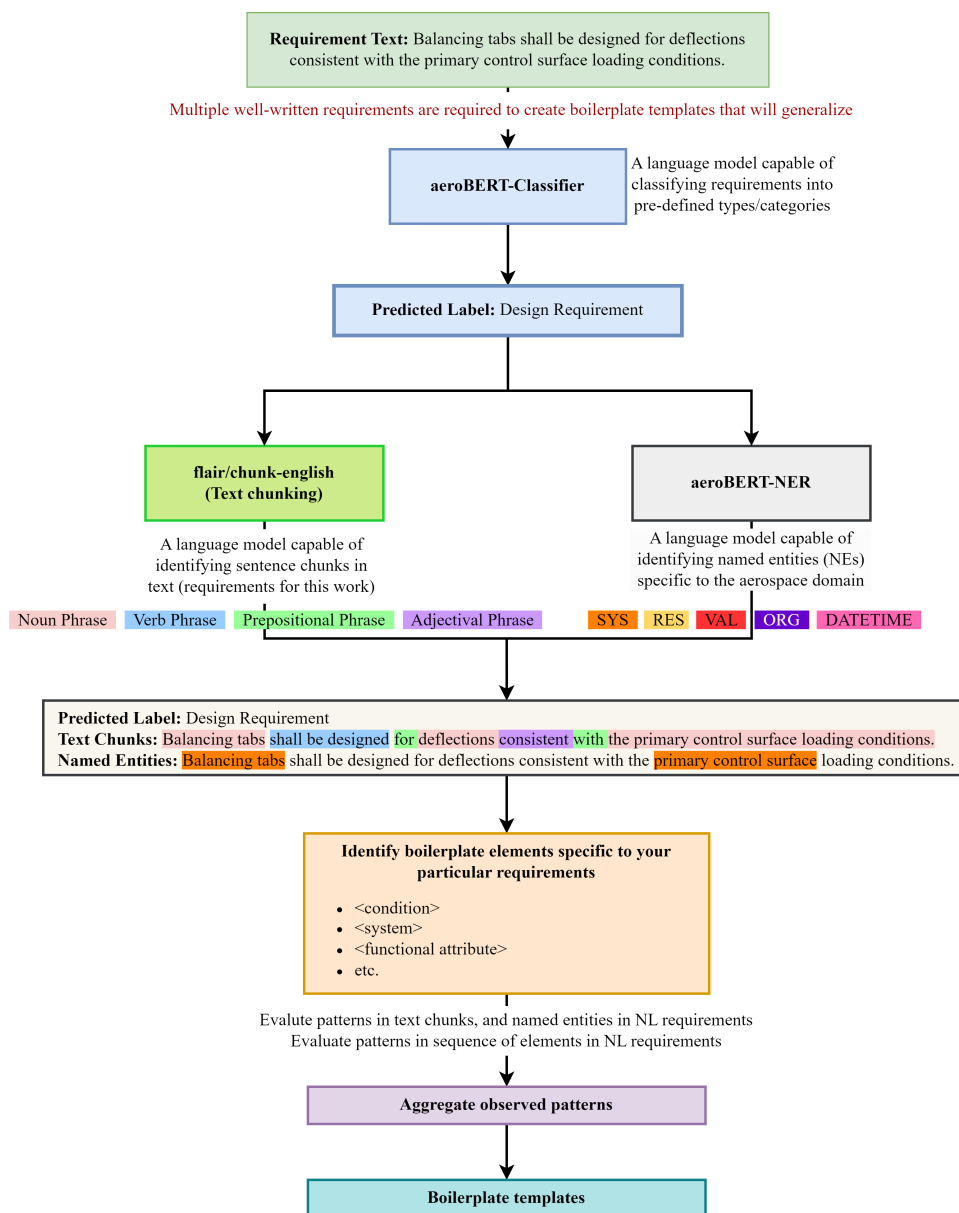 Requirement Text: Balancing tabs shall be designed for deflections
consistent with the primary control surface loading conditions.
Multiple well-written requirements are required to create boilerplate templates that will generalize
aeroBERT-Classifier
A language model capable of
classifying requirements into
pre-defined types/categories
Predicted Label: Design Requirement
flair/chunk-english
(Text chunking)
A language model capable of
identifying sentence chunks in
text (requirements for this work)
Noun Phrase Verb Phrase Prepositional Phrase Adjectival Phrase
aeroBERT-NER
A language model capable of
identifying named entities (NEs)
specific to the aerospace domain
SYS RES VAL ORG DATETIME
Predicted Label: Design Requirement
Text Chunks: Balancing tabs shall be designed for deflections consistent with the primary control surface loading conditions.
Named Entities: Balancing tabs shall be designed for deflections consistent with the primary control surface loading conditions.
Identify boilerplate elements specific to your
particular requirements
• <condition>
• <system>
• <functional attribute>
• etc.
Evalute patterns in text chunks, and named entities in NL requirements
Evaluate patterns in sequence of elements in NL requirements
Aggregate observed patterns
Boilerplate templates